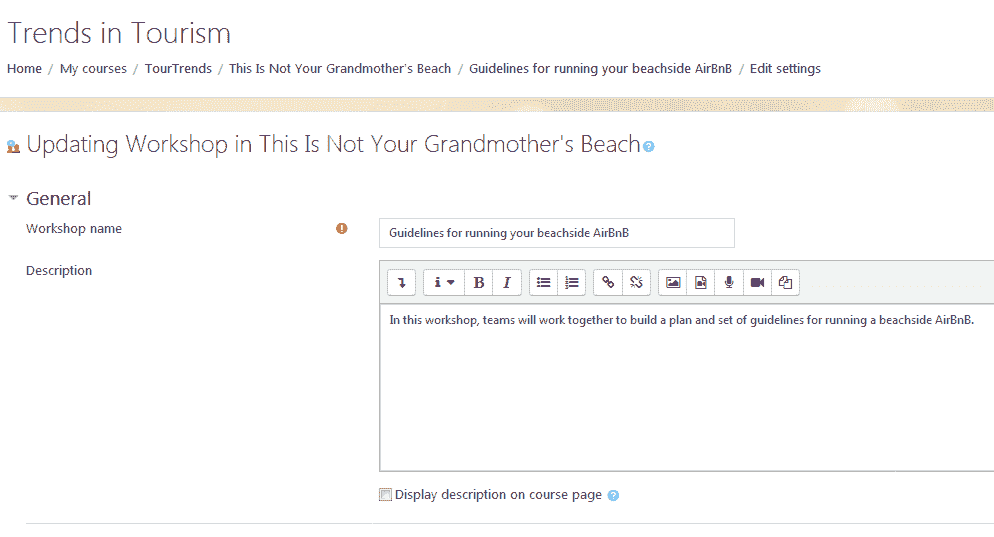 Trends in Tourism
Home / My courses / TourTrends / This Is Not Your Grandmother's Beach / Guidelines for running your beachside AirBnB / Edit settings
Updating Workshop in This Is Not Your Grandmother's Beach ?
General
Workshop name ! Guidelines for running your beachside AirBnB
Description
i B I
In this workshop, teams will work together to build a plan and set of guidelines for running a beachside AirBnB.
Display description on course page ?